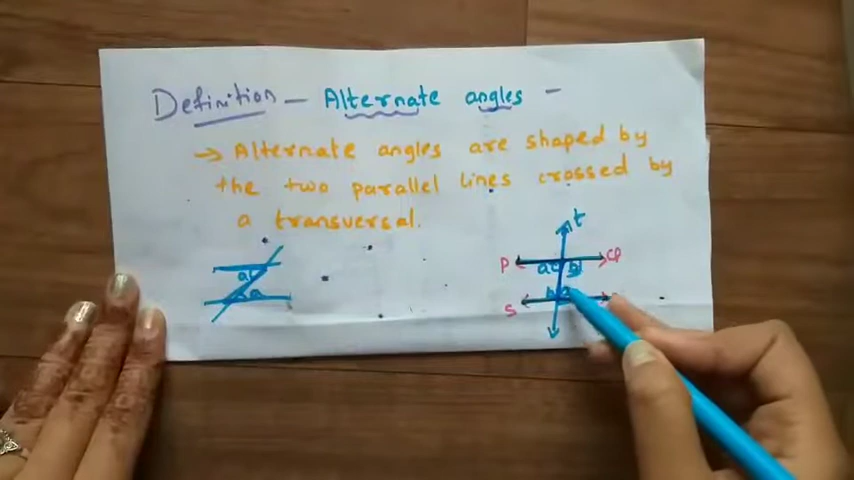 Definition - Alternate angles -
→ Alternate angles are shaped by
the two parallel lines crossed by
a transversal.
t
P
a
a
a b
b a
S